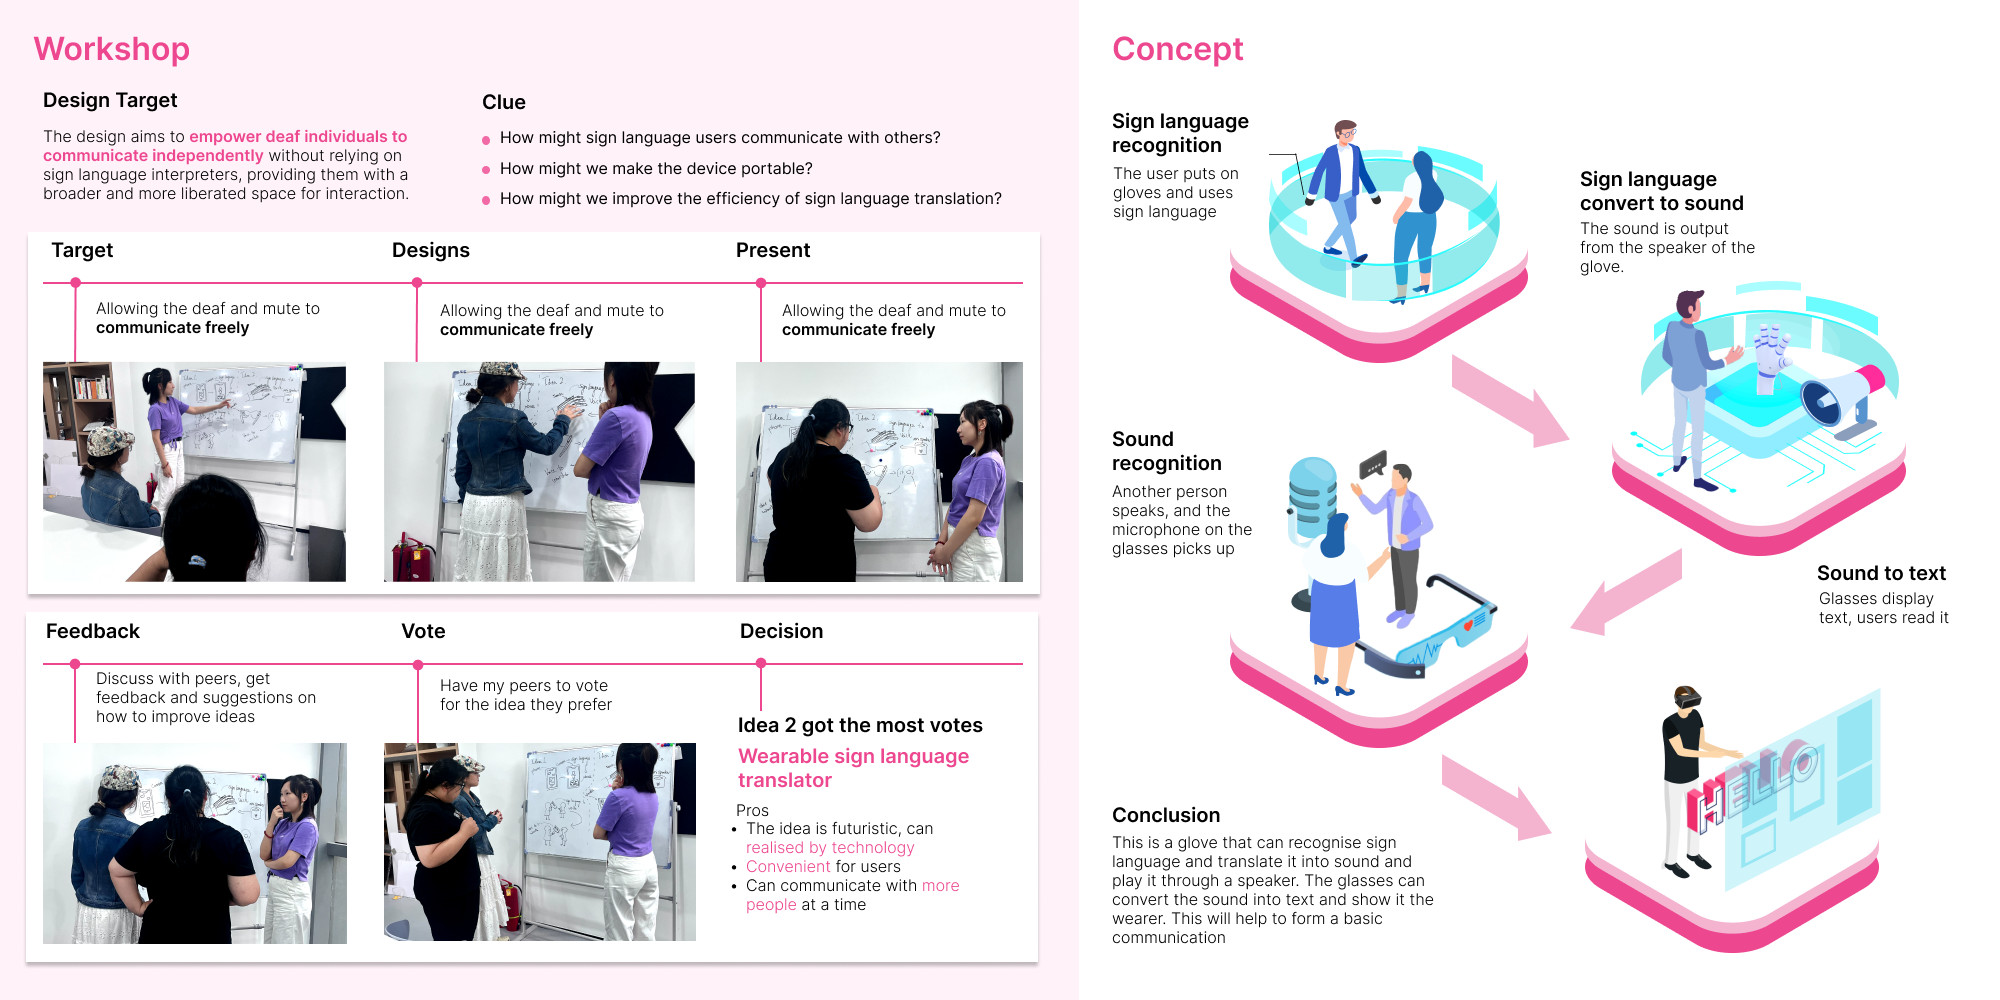 Workshop
Design Target
The design aims to empower deaf individuals to
communicate independently without relying on
sign language interpreters, providing them with a
broader and more liberated space for interaction.
Clue
How might sign language users communicate with others?
How might we make the device portable?
How might we improve the efficiency of sign language translation?
Target
Allowing the deaf and mute to
communicate freely
Designs
Allowing the deaf and mute to
communicate freely
Present
Allowing the deaf and mute to
communicate freely
Feedback
Discuss with peers, get
feedback and suggestions on
how to improve ideas
Vote
Have my peers to vote
for the idea they prefer
Decision
Idea 2 got the most votes
Wearable sign language
translator
Pros
• The idea is futuristic, can
realised by technology
• Convenient for users
• Can communicate with more
people at a time
Concept
Sign language
recognition
The user puts on
gloves and uses
sign language
Sign language
convert to sound
The sound is output
from the speaker of the
glove.
Sound
recognition
Another person
speaks, and the
microphone on the
glasses picks up
Sound to text
Glasses display
text, users read it
HELLO
Conclusion
This is a glove that can recognise sign
language and translate it into sound and
play it through a speaker. The glasses can
convert the sound into text and show it the
wearer. This will help to form a basic
communication